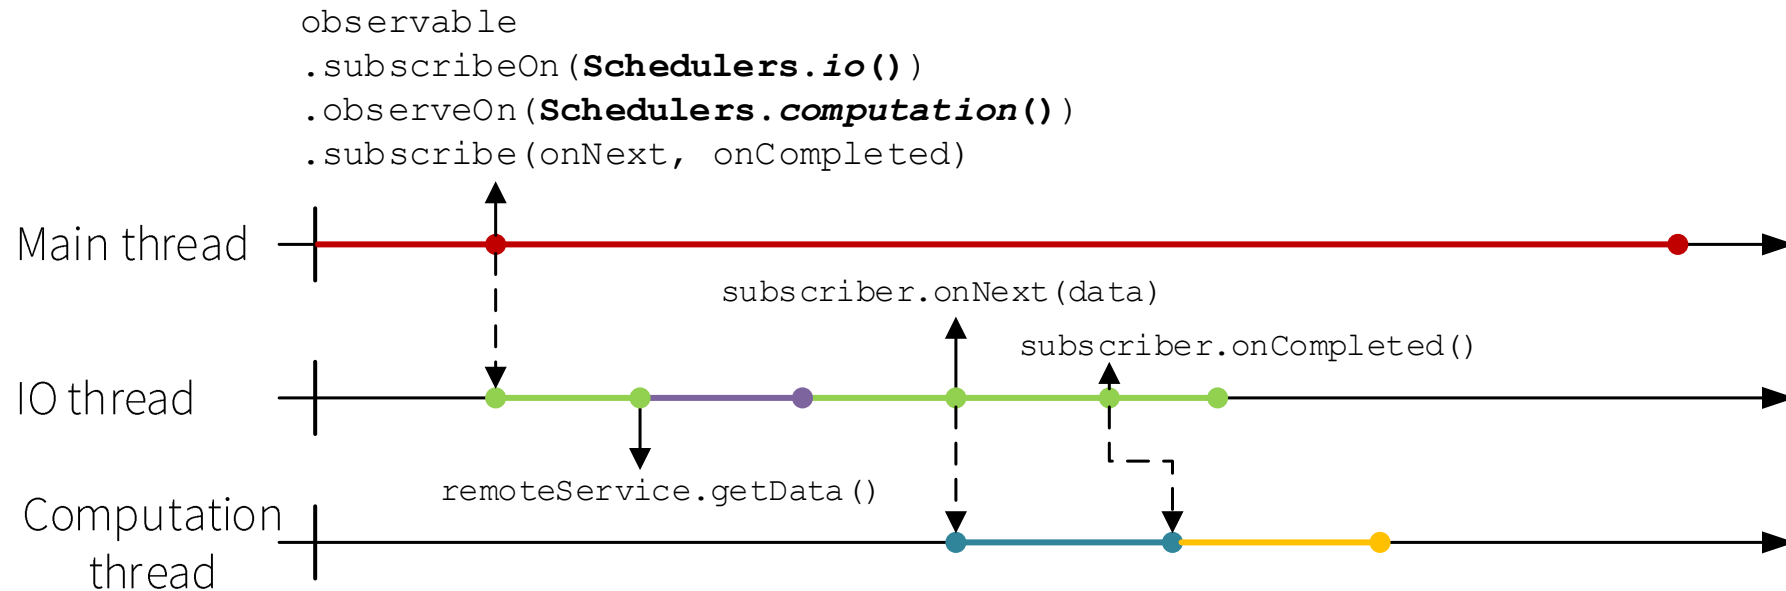 observable
.subscribeOn(Schedulers.io())
.observeOn(Schedulers.computation())
.subscribe(onNext, onCompleted)
Main thread
subscriber.onNext(data)
subscriber.onCompleted()
IO thread
remoteService.getData()
Computation
thread